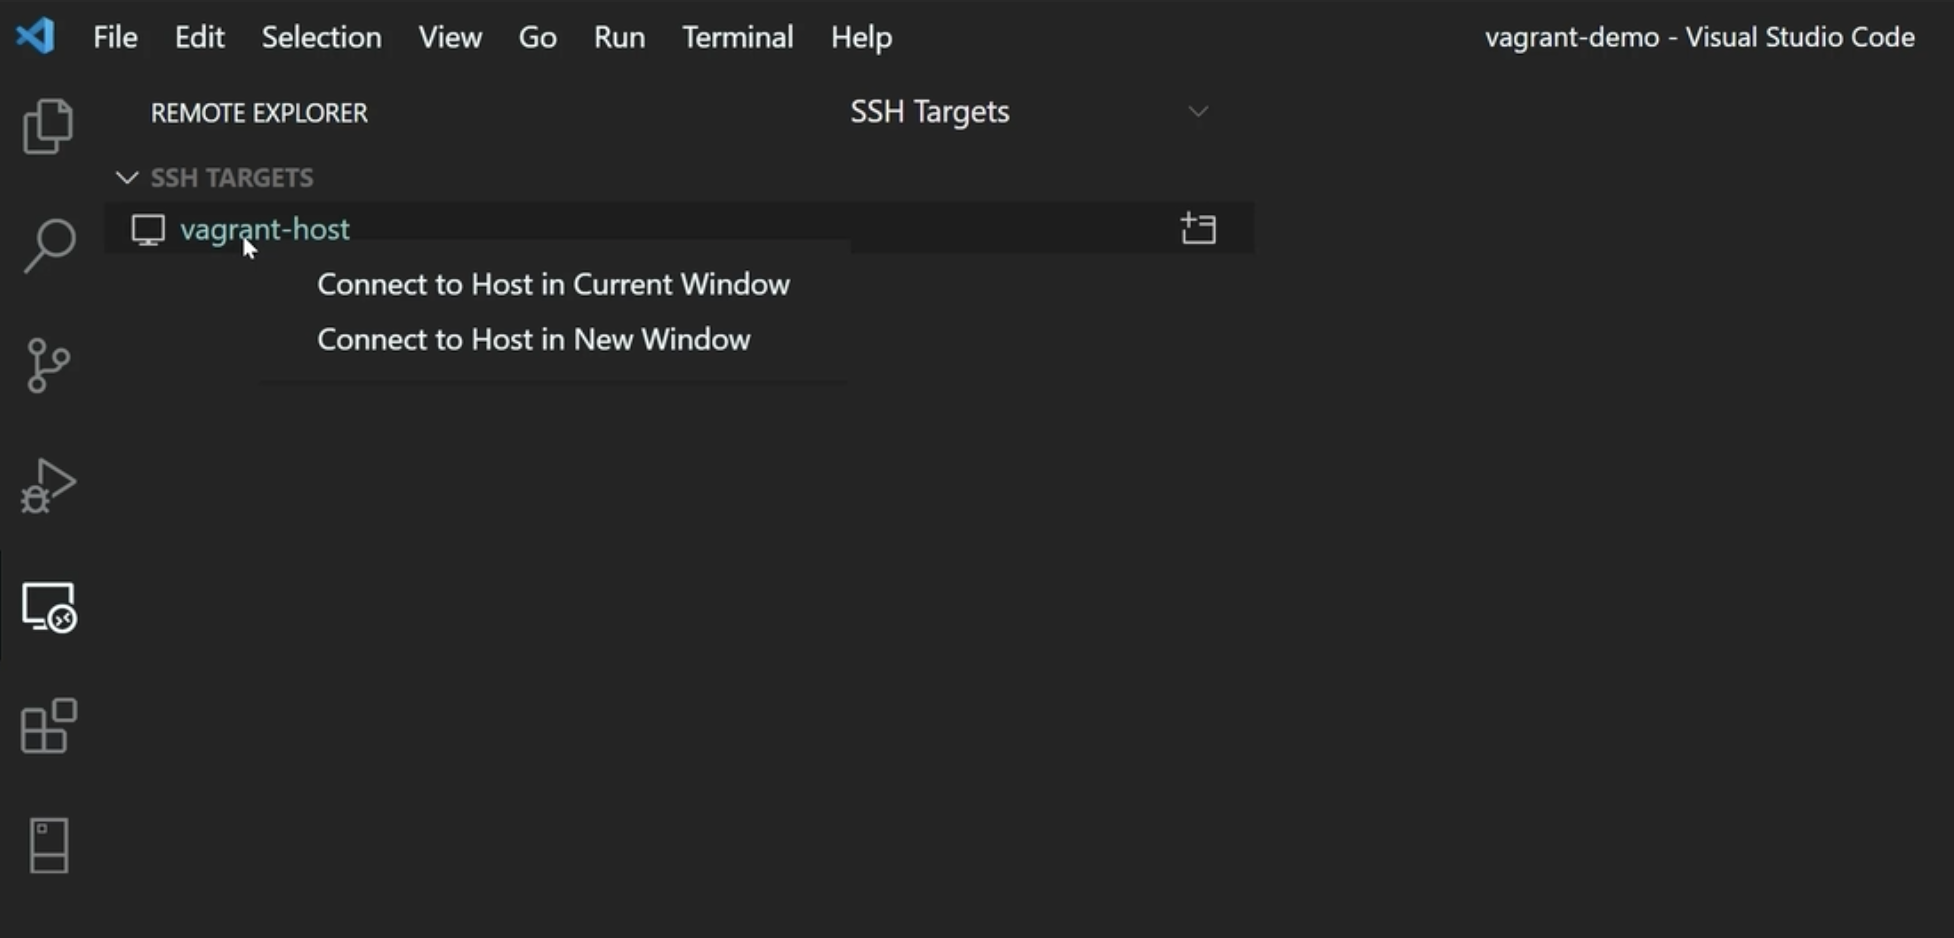 File Edit Selection View Go Run Terminal Help vagrant-demo - Visual Studio Code
REMOTE EXPLORER SSH Targets
SSH TARGETS
vagrant-host
Connect to Host in Current Window
Connect to Host in New Window